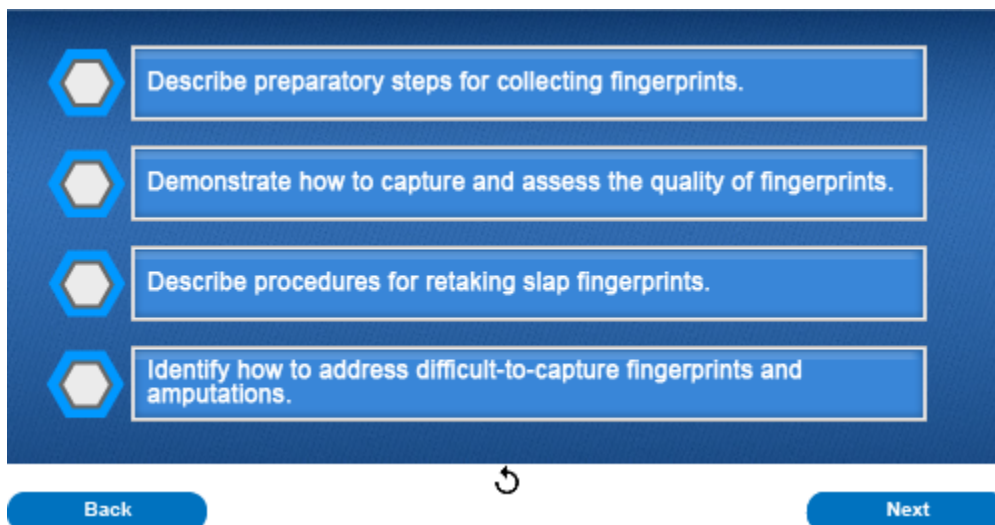 Describe preparatory steps for collecting fingerprints.
Demonstrate how to capture and assess the quality of fingerprints.
Describe procedures for retaking slap fingerprints.
Identify how to address difficult-to-capture fingerprints and
amputations.
Back
Next